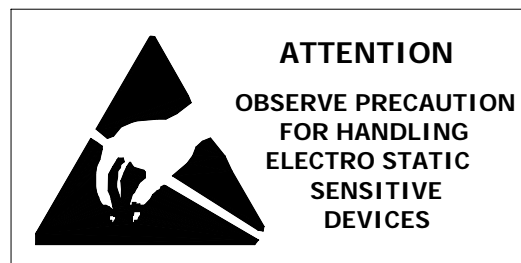 ATTENTION
OBSERVE PRECAUTION
FOR HANDLING
ELECTRO STATIC
SENSITIVE
DEVICES